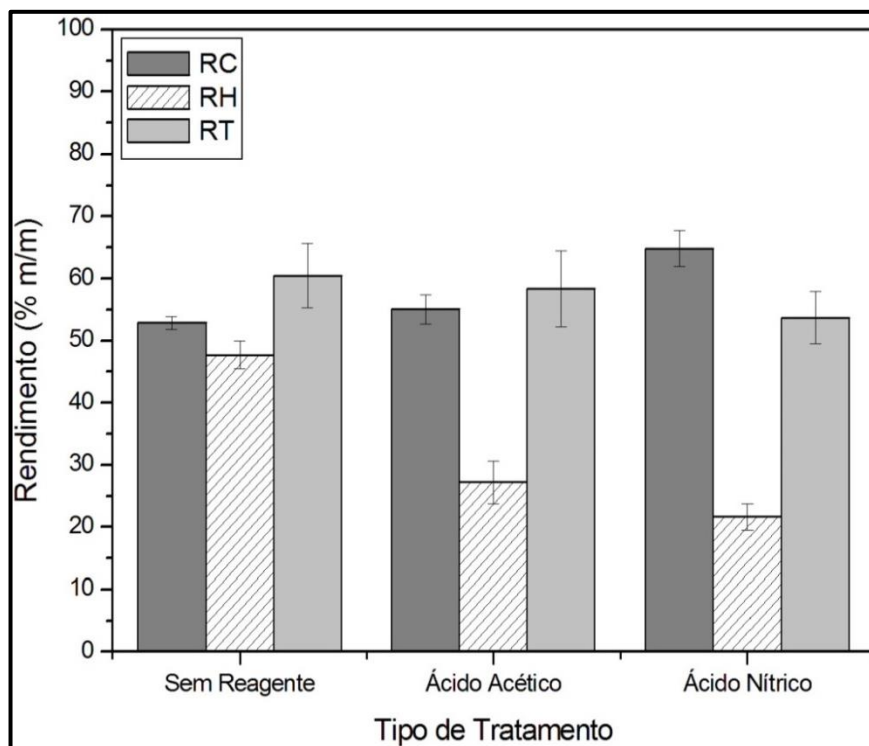 100
90
80
70
60
50
40
30
20
10
0
Rendimento (% m/m)
RC
RH
RT
Sem Reagente
Ácido Acético
Ácido Nítrico
Tipo de Tratamento